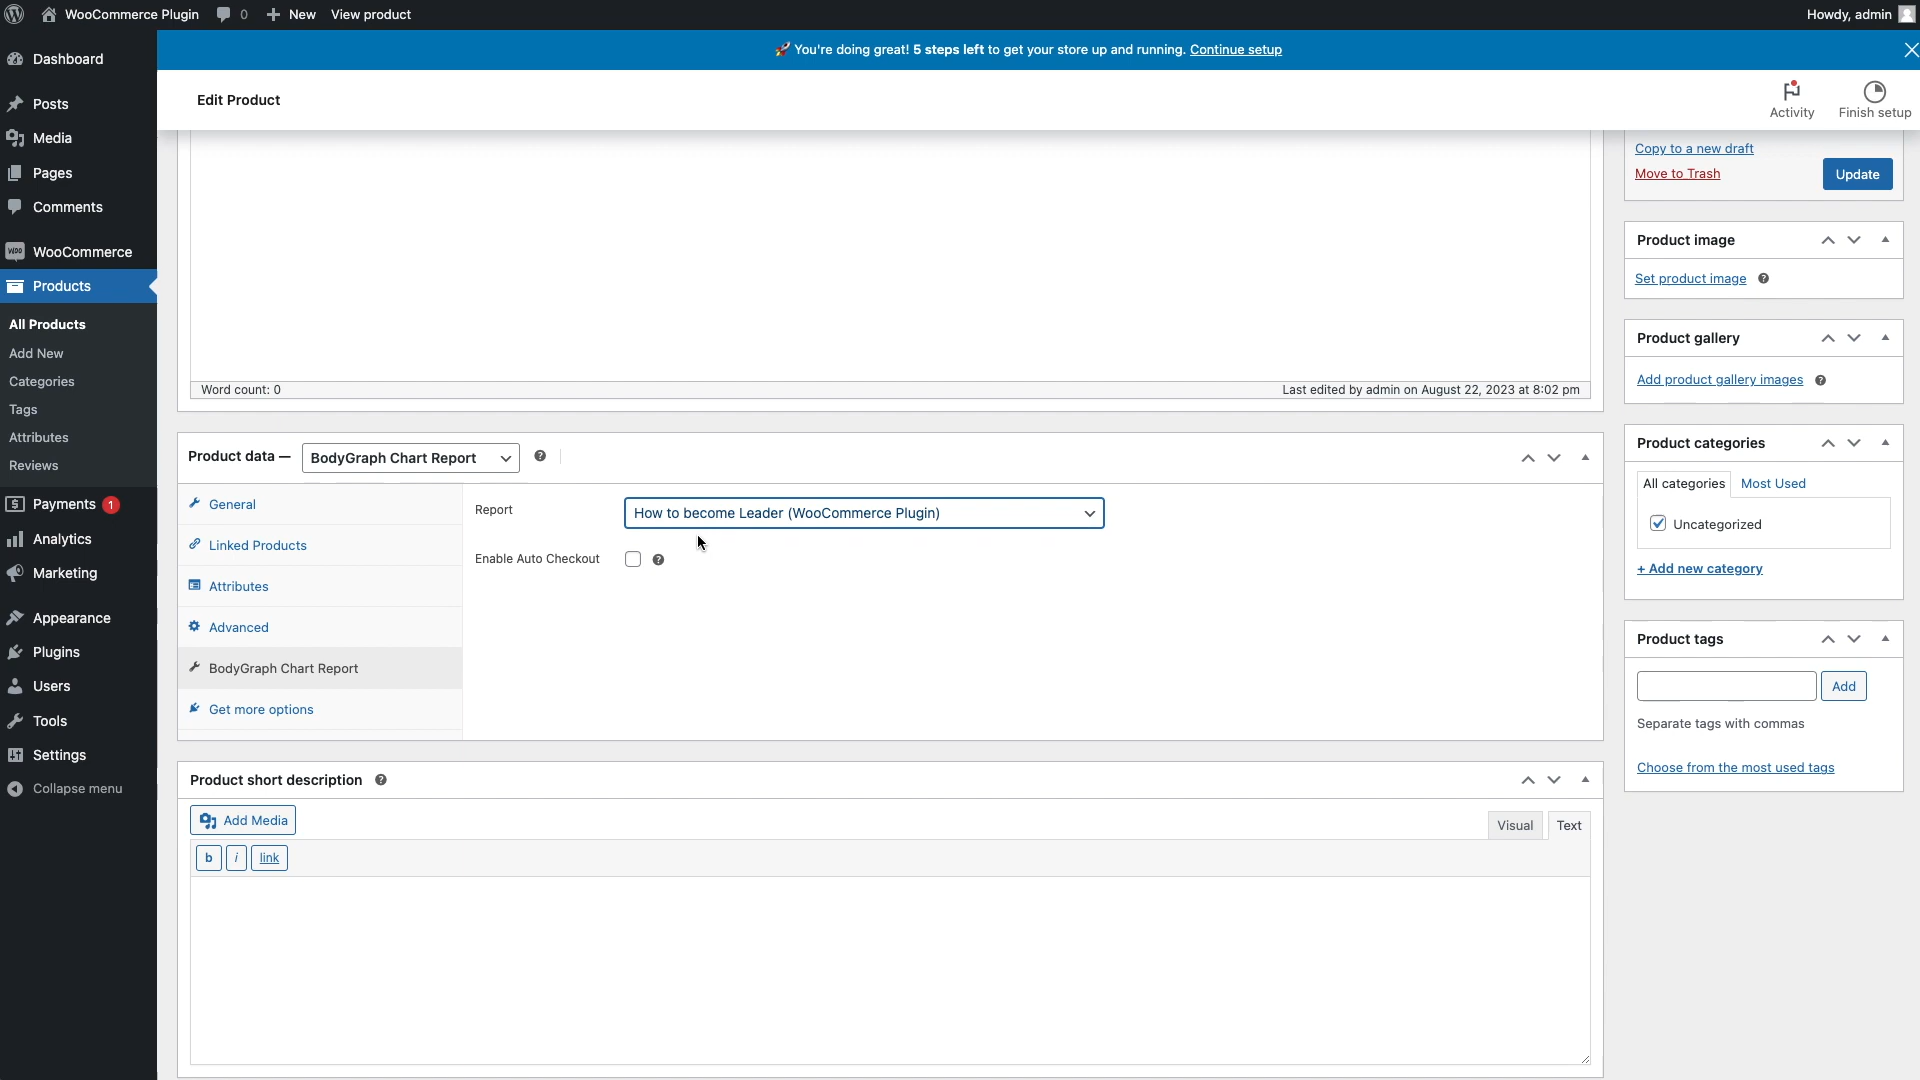 WooCommerce Plugin 0 New View product Howdy, admin
🚀 You're doing great! 5 steps left to get your store up and running. Continue setup
Dashboard
Posts
Media
Pages
Comments
WOO WooCommerce
Products
All Products
Add New
Categories
Tags
Attributes
Reviews
Payments 1
Analytics
Marketing
Appearance
Plugins
Users
Tools
Settings
Collapse menu
Edit Product
Activity
Finish setup
Word count: 0
Last edited by admin on August 22, 2023 at 8:02 pm
Product data — BodyGraph Chart Report
General
Linked Products
Attributes
Advanced
BodyGraph Chart Report
Get more options
Report How to become Leader (WooCommerce Plugin)
Enable Auto Checkout
Product short description
Add Media
Visual Text
b i link
Copy to a new draft
Move to Trash
Update
Product image
Set product image
Product gallery
Add product gallery images
Product categories
All categories Most Used
Uncategorized
+ Add new category
Product tags
Add
Separate tags with commas
Choose from the most used tags